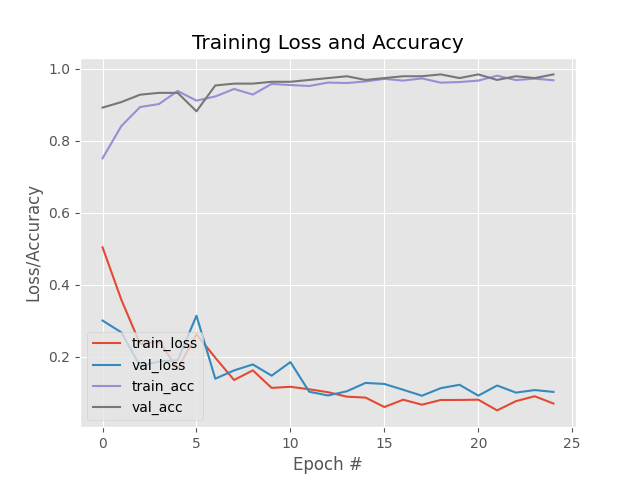 Training Loss and Accuracy
1.0
0.8
0.6
0.4
0.2
Loss/Accuracy
train_loss
val_loss
train_acc
val_acc
0 5 10 15 20 25
Epoch #